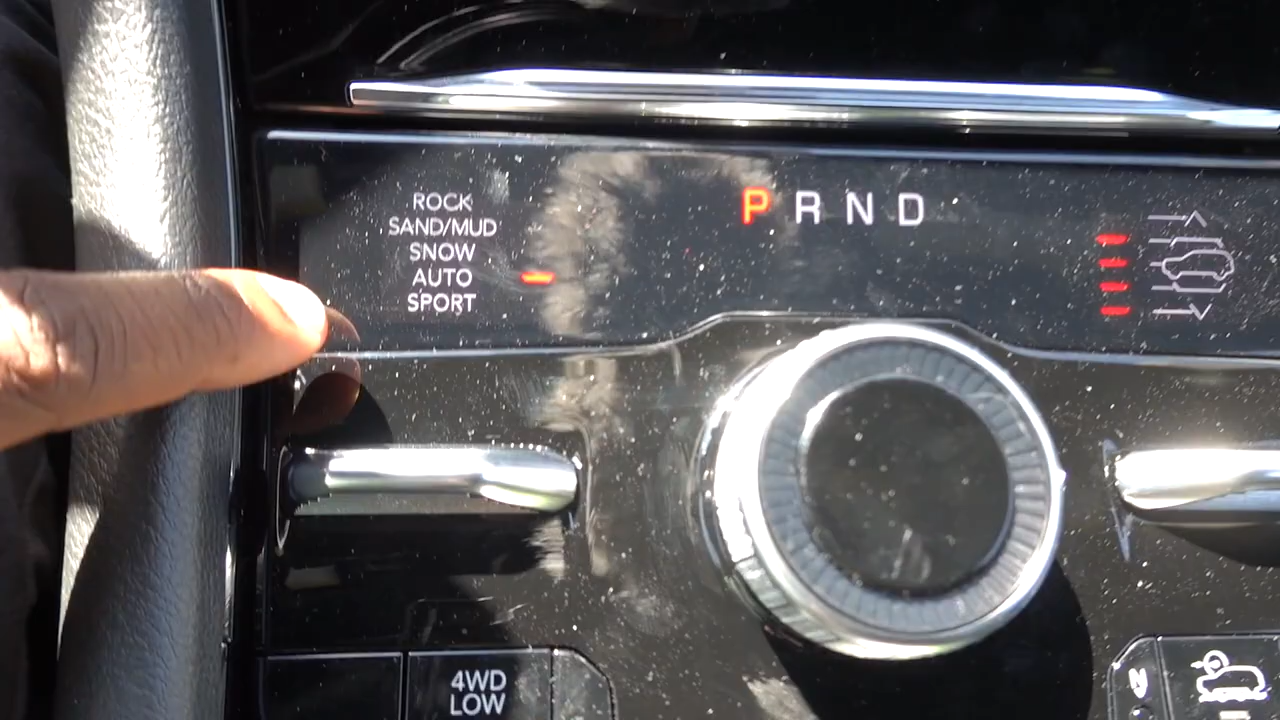 ROCK
SAND/MUD
SNOW
AUTO
SPORT
P R N D
4WD
LOW
N